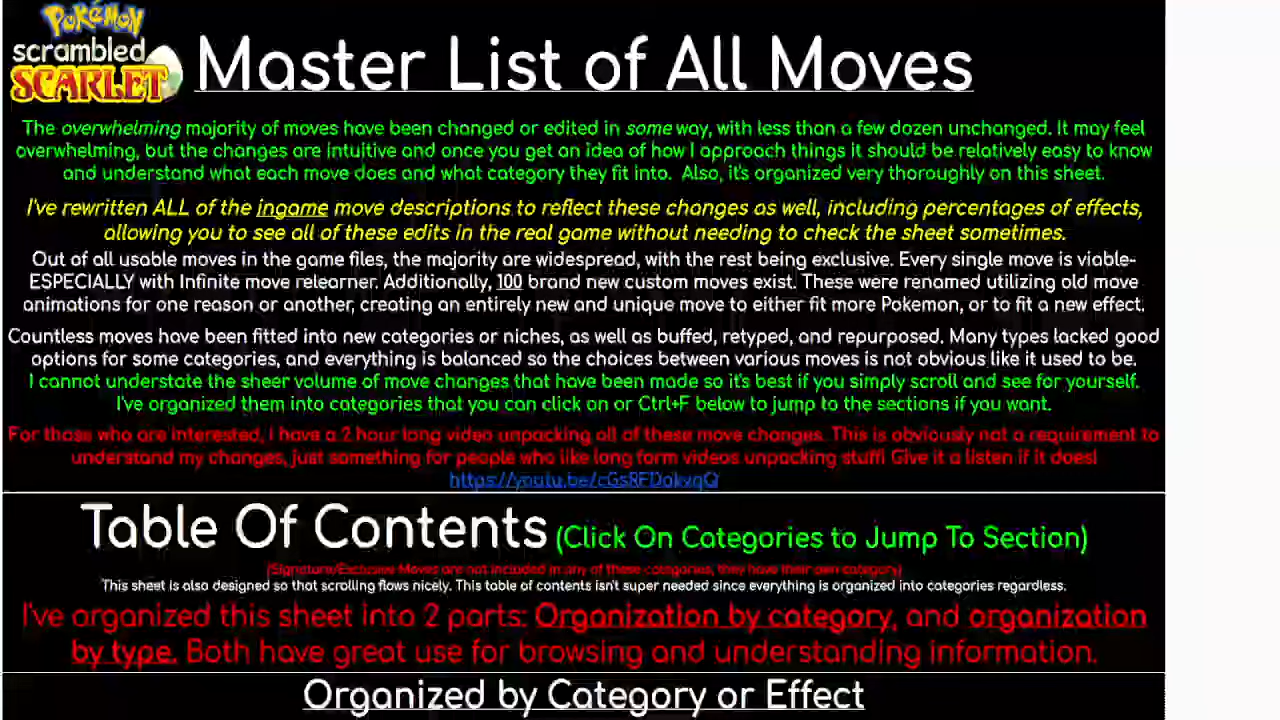 Pokémon
scrambled
SCARLET
Master List of All Moves
The overwhelming majority of moves have been changed or edited in some way, with less than a few dozen unchanged. It may feel
overwhelming, but the changes are intuitive and once you get an idea of how I approach things it should be relatively easy to know
and understand what each move does and what category they fit into. Also, it's organized very thoroughly on this sheet.
I've rewritten ALL of the ingame move descriptions to reflect these changes as well, including percentages of effects,
allowing you to see all of these edits in the real game without needing to check the sheet sometimes.
Out of all usable moves in the game files, the majority are widespread, with the rest being exclusive. Every single move is viable-
ESPECIALLY with Infinite move relearner. Additionally, 100 brand new custom moves exist. These were renamed utilizing old move
animations for one reason or another, creating an entirely new and unique move to either fit more Pokemon, or to fit a new effect.
Countless moves have been fitted into new categories or niches, as well as buffed, retyped, and repurposed. Many types lacked good
options for some categories, and everything is balanced so the choices between various moves is not obvious like it used to be.
I cannot understate the sheer volume of move changes that have been made so it's best if you simply scroll and see for yourself.
I've organized them into categories that you can click on or Ctrl+F below to jump to the sections if you want.
For those who are interested, I have a 2 hour long video unpacking all of these move changes. This is obviously not a requirement to
understand my changes, just something for people who like long form videos unpacking stuff! Give it a listen if it does!
Table Of Contents (Click On Categories to Jump To Section)
(Signature/Exclusive Moves are not included in any of these categories, they have their own category)
This sheet is also designed so that scrolling flows nicely. This table of contents isn't super needed since everything is organized into categories regardless.
I've organized this sheet into 2 parts: Organization by category, and organization
by type. Both have great use for browsing and understanding information.
Organized by Category or Effect